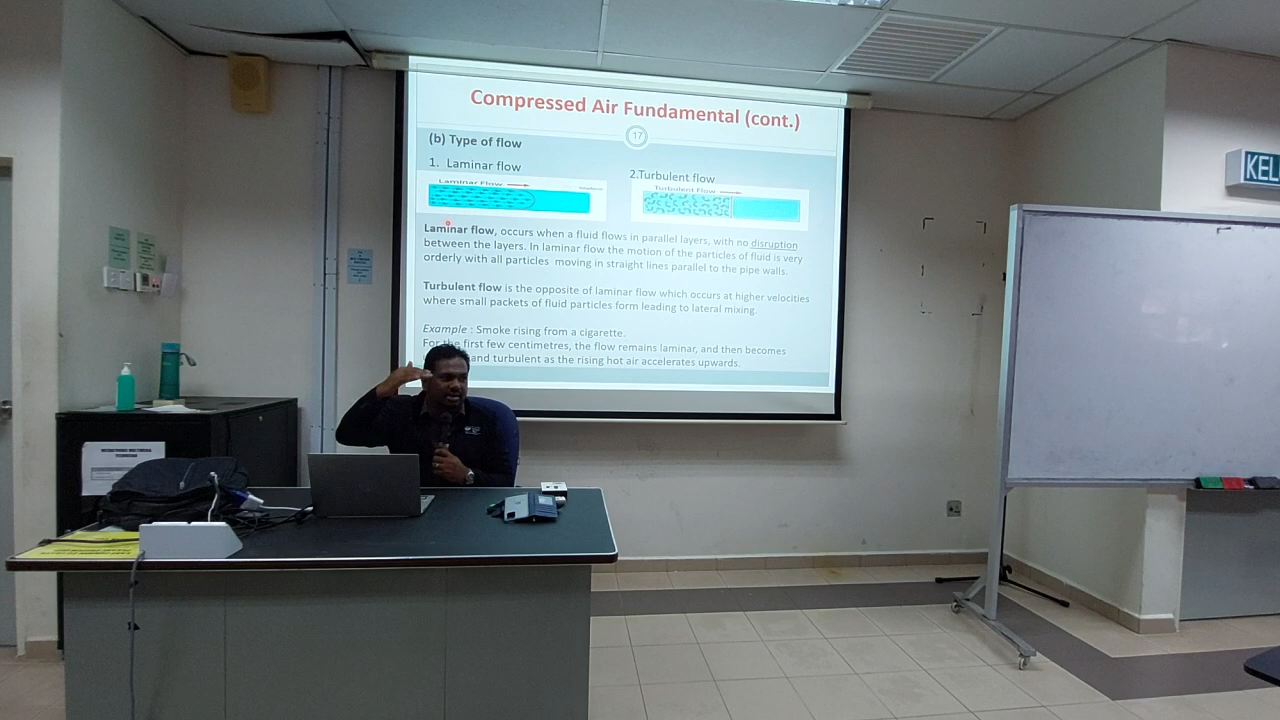 Compressed Air Fundamental (cont.)
17
(b) Type of flow
1. Laminar flow
2.Turbulent flow
Laminar Flow
Turbulent Flow
Laminar flow, occurs when a fluid flows in parallel layers, with no disruption
between the layers. In laminar flow the motion of the particles of fluid is very
orderly with all particles moving in straight lines parallel to the pipe walls.
Turbulent flow is the opposite of laminar flow which occurs at higher velocities
where small packets of fluid particles form leading to lateral mixing.
Example : Smoke rising from a cigarette.
For the first few centimetres, the flow remains laminar, and then becomes
and turbulent as the rising hot air accelerates upwards.
KEL